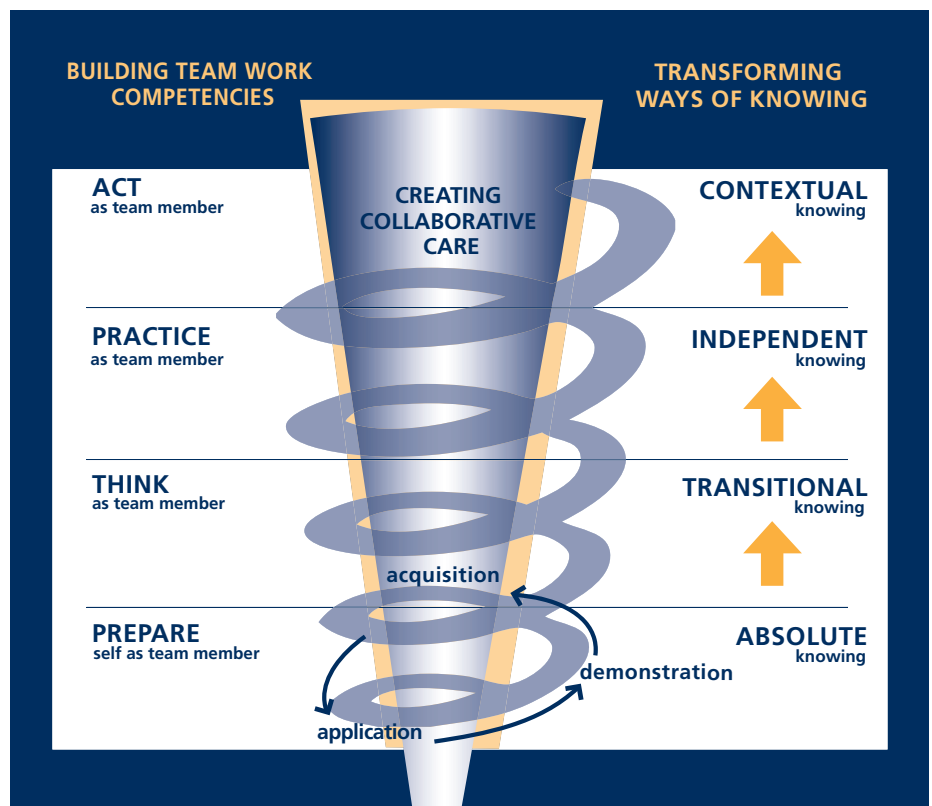 BUILDING TEAM WORK
COMPETENCIES
TRANSFORMING
WAYS OF KNOWING
CREATING
COLLABORATIVE
CARE
ACT
as team member
CONTEXTUAL
knowing
PRACTICE
as team member
INDEPENDENT
knowing
THINK
as team member
TRANSITIONAL
knowing
acquisition
PREPARE
self as team member
ABSOLUTE
knowing
demonstration
application